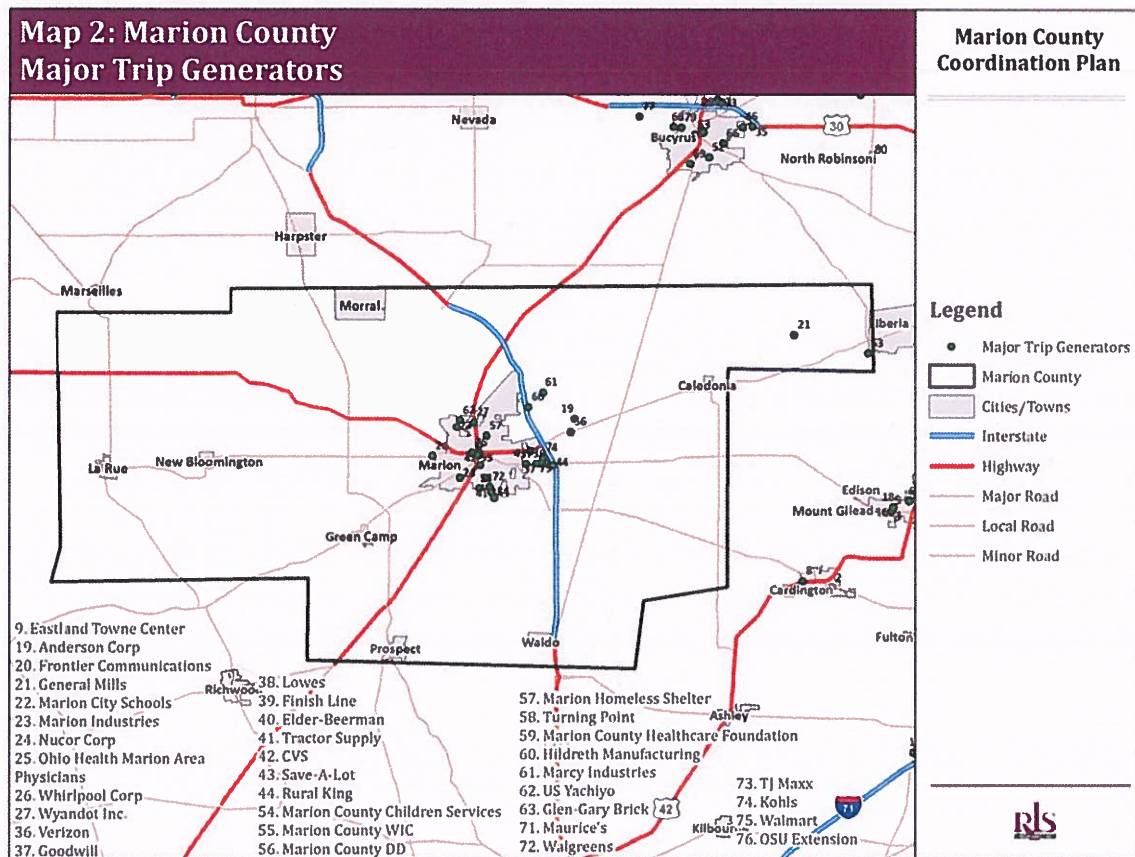 Map 2: Marion County
Major Trip Generators
Marion County
Coordination Plan
Nevada
Bucyrus
30
North Robinson
80
Harpster
Marseilles
Morral
21
Iberia
63
Caledonia
61
60
19
56
62
57
74
44
72
Marion
La Rue
New Bloomington
Green Camp
Edison
Mount Gilead
Cardington
Fulton
Prospect
Waldo
Richwood
Ashley
42
71
Legend
Major Trip Generators
Marion County
Cities/Towns
Interstate
Highway
Major Road
Local Road
Minor Road
9. Eastland Towne Center
19. Anderson Corp
20. Frontier Communications
21. General Mills
22. Marion City Schools
23. Marion Industries
24. Nucor Corp
25. Ohio Health Marion Area
Physicians
26. Whirlpool Corp
27. Wyandot Inc.
36. Verizon
37. Goodwill
38. Lowes
39. Finish Line
40. Elder-Beerman
41. Tractor Supply
42. CVS
43. Save-A-Lot
44. Rural King
54. Marion County Children Services
55. Marion County WIC
56. Marion County DD
57. Marion Homeless Shelter
58. Turning Point
59. Marion County Healthcare Foundation
60. Hildreth Manufacturing
61. Marcy Industries
62. US Yachiyo
63. Glen-Gary Brick
71. Maurice's
72. Walgreens
73. TJ Maxx
74. Kohls
75. Walmart
76. OSU Extension
RLS